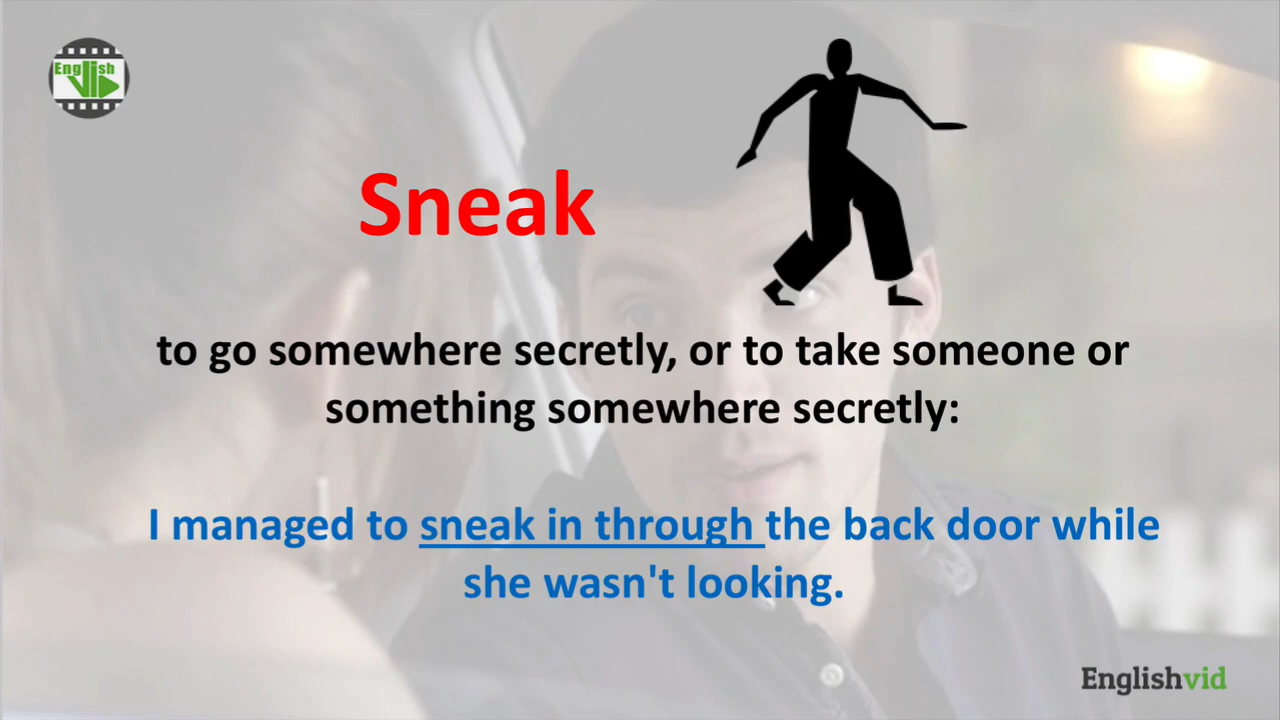 English
Vid
Sneak
to go somewhere secretly, or to take someone or
something somewhere secretly:
I managed to sneak in through the back door while
she wasn't looking.
Englishvid